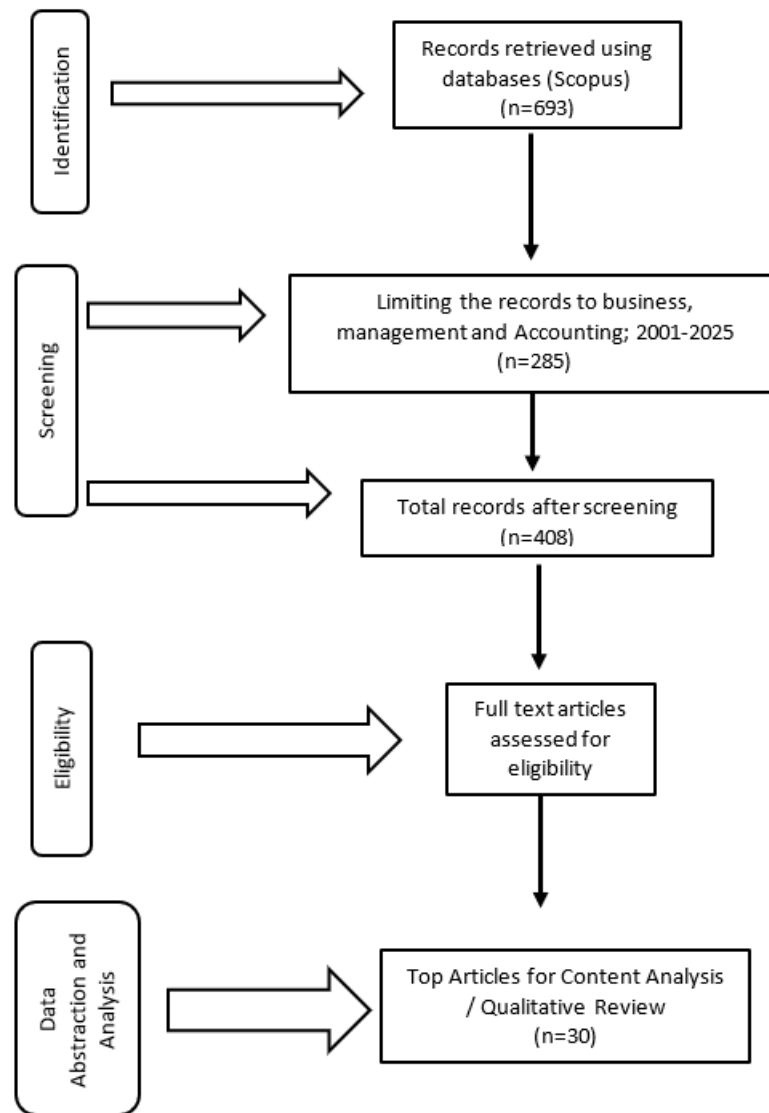 Identification
Records retrieved using
databases (Scopus)
(n=693)
Screening
Limiting the records to business,
management and Accounting; 2001-2025
(n=285)
Total records after screening
(n=408)
Eligibility
Full text articles
assessed for
eligibility
Data
Abstraction and
Analysis
Top Articles for Content Analysis
/ Qualitative Review
(n=30)